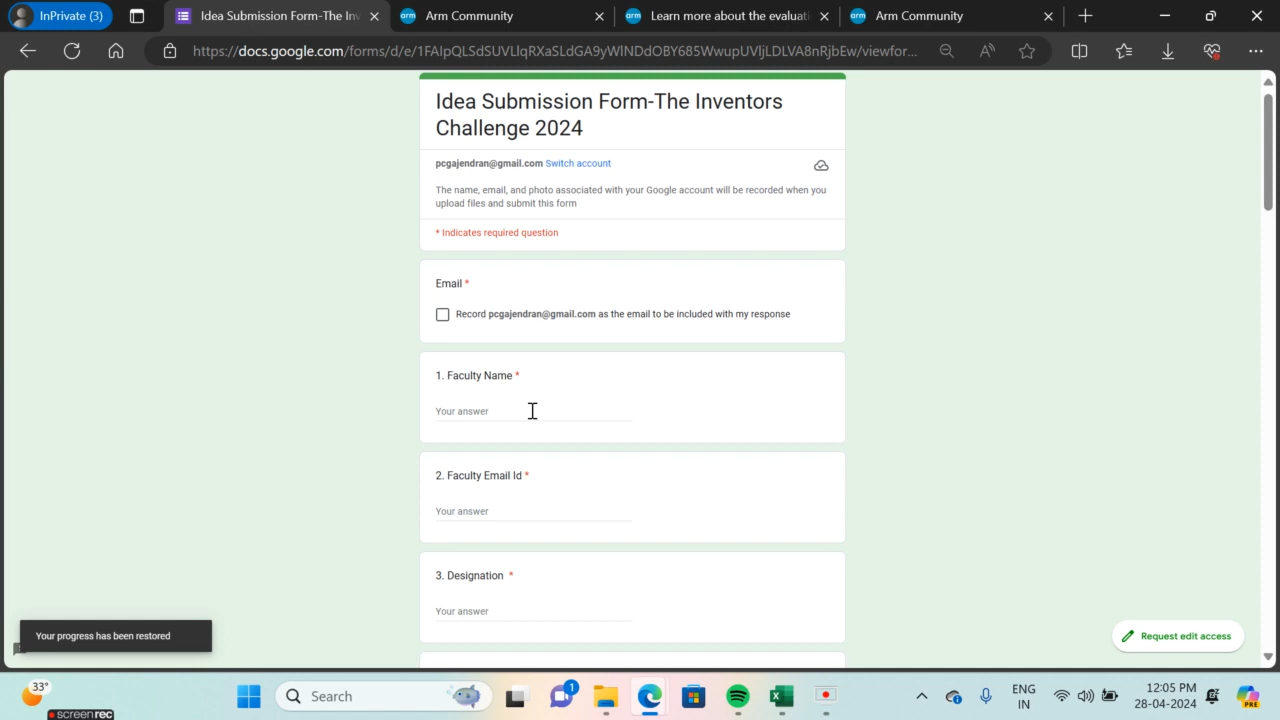 InPrivate (3)
Idea Submission Form-The Inv
Arm Community
Learn more about the evaluati
Arm Community
https://docs.google.com/forms/d/e/1FAIpQLSdSUVLIqRXaSLdGA9yWlNDdOBY685WwupUVljLDLVA8nRjbEw/viewfor...
Idea Submission Form-The Inventors
Challenge 2024
pcgajendran@gmail.com Switch account
The name, email, and photo associated with your Google account will be recorded when you
upload files and submit this form
* Indicates required question
Email *
Record pcgajendran@gmail.com as the email to be included with my response
1. Faculty Name *
Your answer
2. Faculty Email Id *
Your answer
3. Designation *
Your answer
Your progress has been restored
Request edit access
33°
Search
1
ENG
IN
12:05 PM
28-04-2024
PRE
screenrec